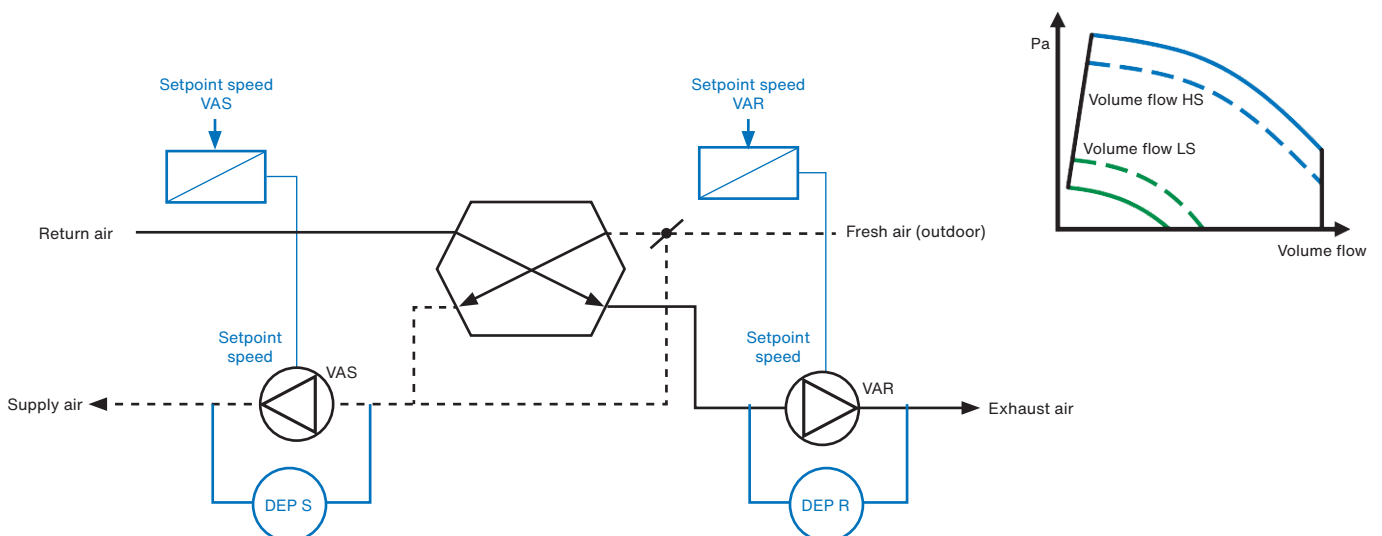 Setpoint speed
VAS
Setpoint speed
VAR
Pa
Volume flow HS
Volume flow LS
Volume flow
Return air
Fresh air (outdoor)
Setpoint
speed
VAS
Setpoint
speed
VAR
Supply air
Exhaust air
DEP S
DEP R